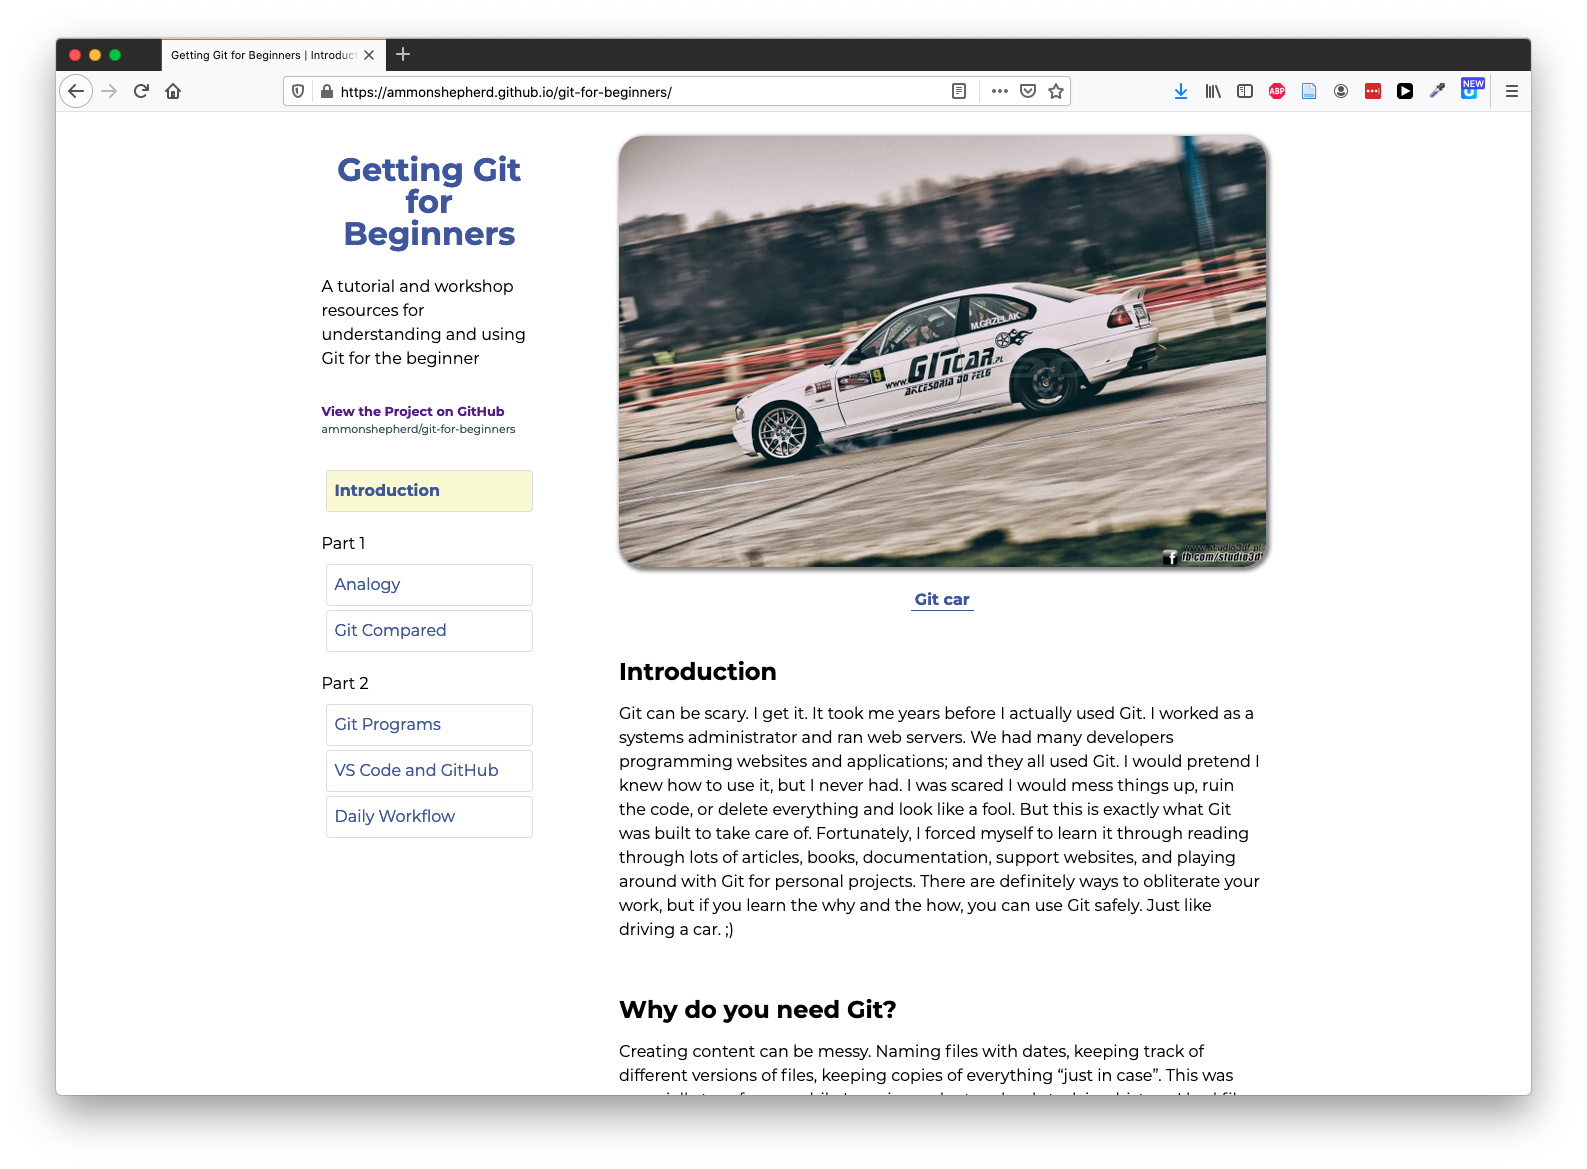 Getting Git for Beginners | Introduct
https://ammonshepherd.github.io/git-for-beginners/
ABP
NEW
Getting Git
for
Beginners
A tutorial and workshop
resources for
understanding and using
Git for the beginner
View the Project on GitHub
ammonshepherd/git-for-beginners
Introduction
Part 1
Analogy
Git Compared
Part 2
Git Programs
VS Code and GitHub
Daily Workflow
M.GRZELAK
9
www.GITCAR.PL
AKCESORIA DO FELG
www.studio3df.pl
fb.com/studio3df
Git car
Introduction
Git can be scary. I get it. It took me years before I actually used Git. I worked as a
systems administrator and ran web servers. We had many developers
programming websites and applications; and they all used Git. I would pretend I
knew how to use it, but I never had. I was scared I would mess things up, ruin
the code, or delete everything and look like a fool. But this is exactly what Git
was built to take care of. Fortunately, I forced myself to learn it through reading
through lots of articles, books, documentation, support websites, and playing
around with Git for personal projects. There are definitely ways to obliterate your
work, but if you learn the why and the how, you can use Git safely. Just like
driving a car. ;)
Why do you need Git?
Creating content can be messy. Naming files with dates, keeping track of
different versions of files, keeping copies of everything “just in case”. This was